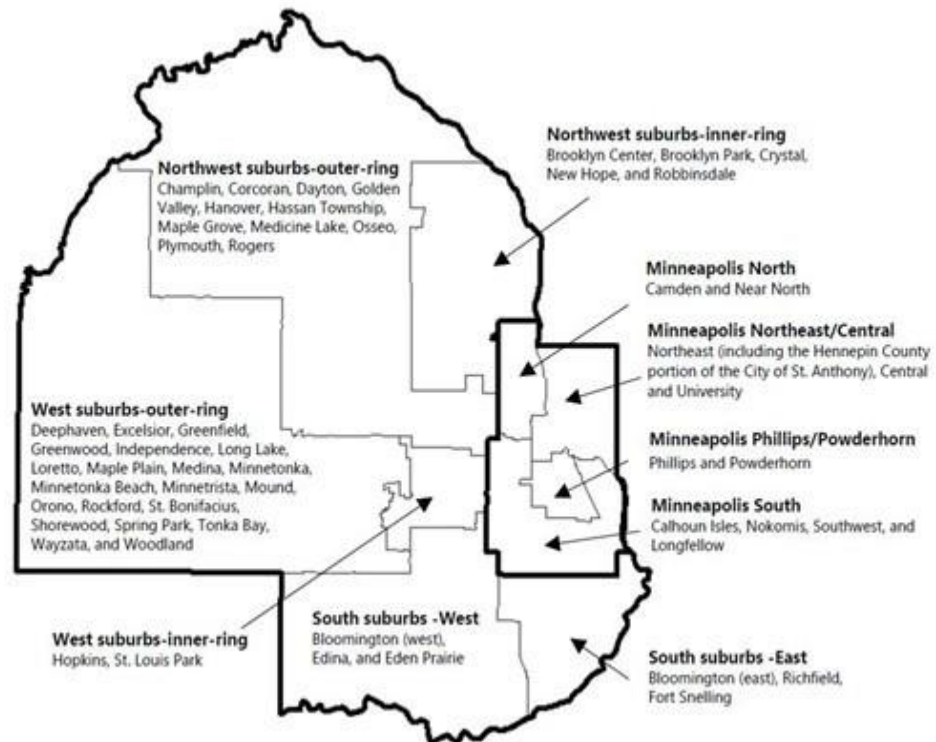 Northwest suburbs-inner-ring
Brooklyn Center, Brooklyn Park, Crystal,
New Hope, and Robbinsdale
Northwest suburbs-outer-ring
Champlin, Corcoran, Dayton, Golden
Valley, Hanover, Hassan Township,
Maple Grove, Medicine Lake, Osseo,
Plymouth, Rogers
Minneapolis North
Camden and Near North
Minneapolis Northeast/Central
Northeast (including the Hennepin County
portion of the City of St. Anthony), Central
and University
West suburbs-outer-ring
Deephaven, Excelsior, Greenfield,
Greenwood, Independence, Long Lake,
Loretto, Maple Plain, Medina, Minnetonka,
Minnetonka Beach, Minnetrista, Mound,
Orono, Rockford, St. Bonifacius,
Shorewood, Spring Park, Tonka Bay,
Wayzata, and Woodland
Minneapolis Phillips/Powderhorn
Phillips and Powderhorn
Minneapolis South
Calhoun Isles, Nokomis, Southwest, and
Longfellow
West suburbs-inner-ring
Hopkins, St. Louis Park
South suburbs -West
Bloomington (west),
Edina, and Eden Prairie
South suburbs -East
Bloomington (east), Richfield,
Fort Snelling